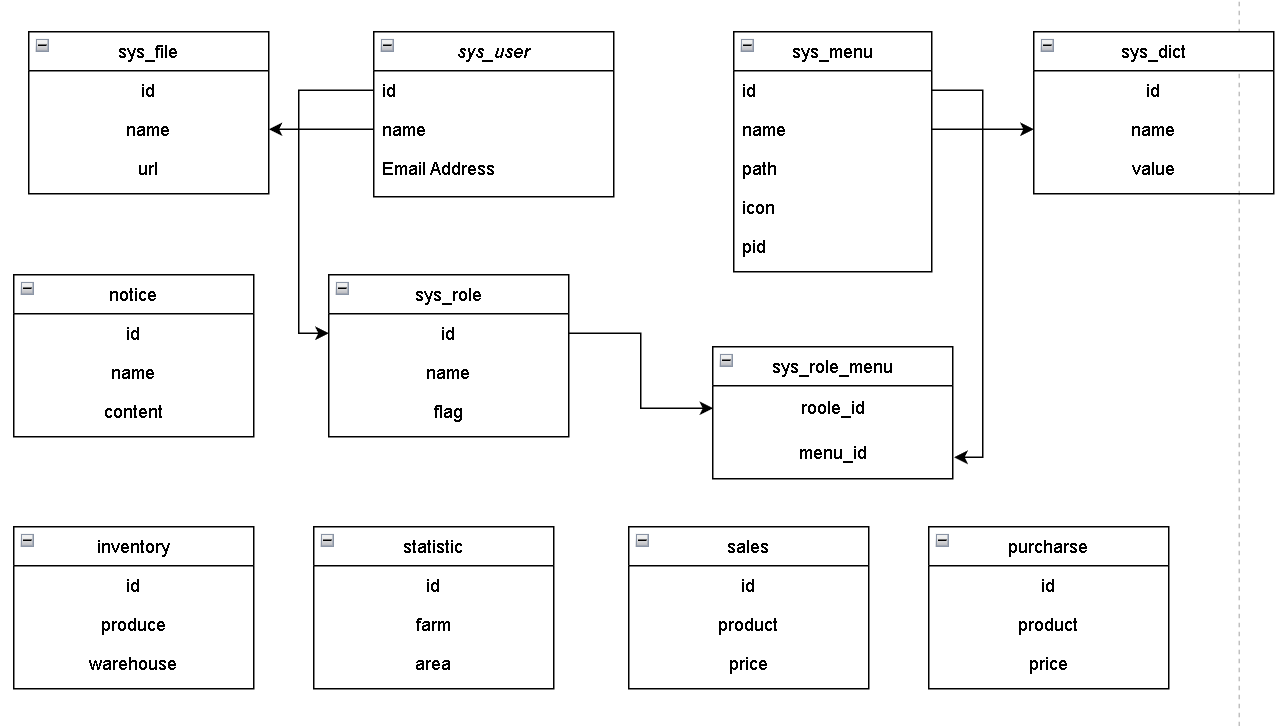 sys_file
id
name
url
sys_user
id
name
Email Address
sys_menu
id
name
path
icon
pid
sys_dict
id
name
value
notice
id
name
content
sys_role
id
name
flag
sys_role_menu
roole_id
menu_id
inventory
id
produce
warehouse
statistic
id
farm
area
sales
id
product
price
purcharse
id
product
price